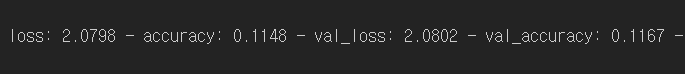 loss: 2.0798 - accuracy: 0.1148 - val_loss: 2.0802 - val_accuracy: 0.1167 -